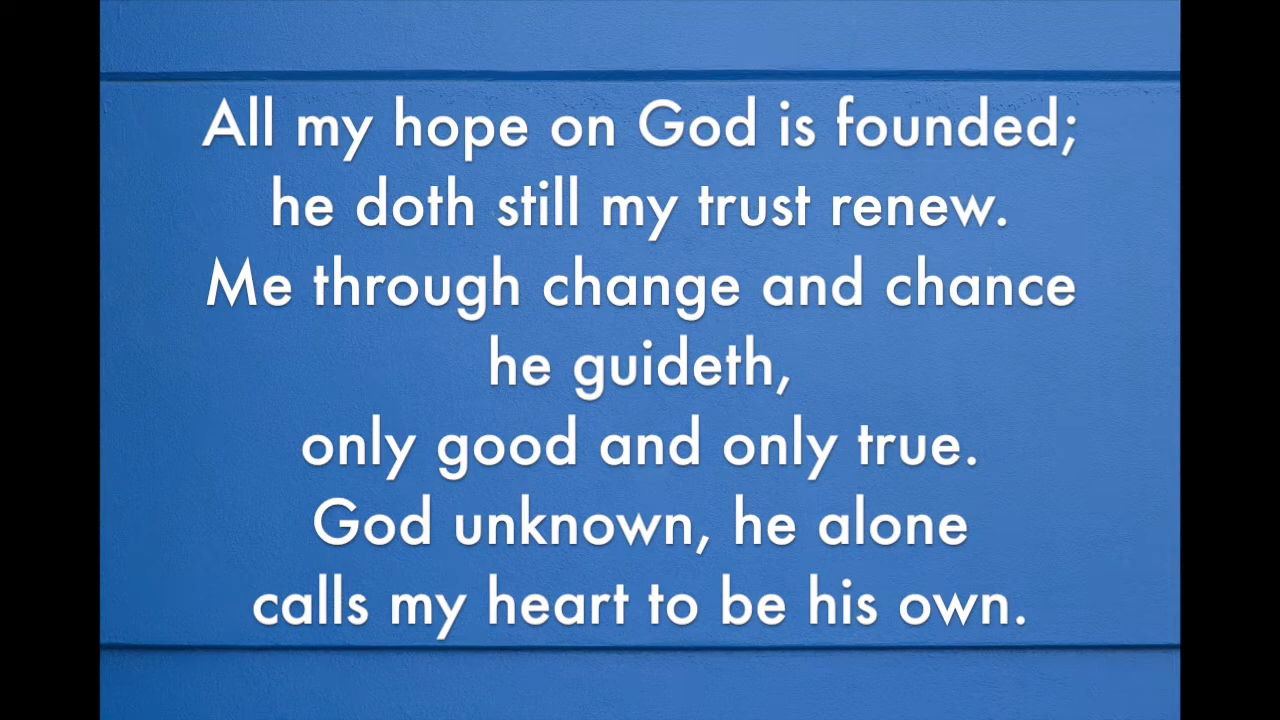 All my hope on God is founded;
he doth still my trust renew.
Me through change and chance
he guideth,
only good and only true.
God unknown, he alone
calls my heart to be his own.